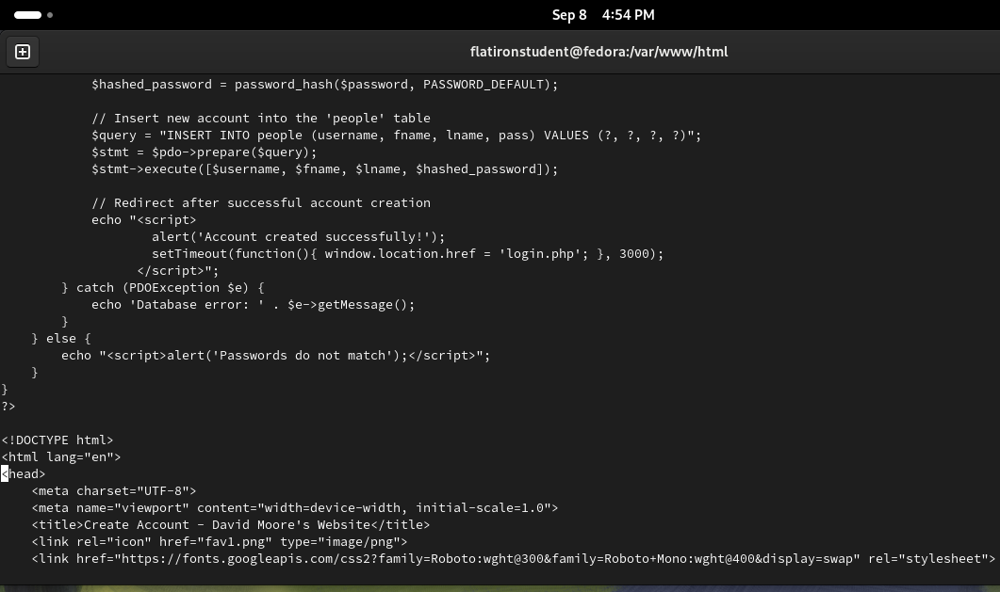 Sep 8 4:54 PM
flatironstudent@fedora:/var/www/html
            $hashed_password = password_hash($password, PASSWORD_DEFAULT);

            // Insert new account into the 'people' table
            $query = "INSERT INTO people (username, fname, lname, pass) VALUES (?, ?, ?, ?)";
            $stmt = $pdo->prepare($query);
            $stmt->execute([$username, $fname, $lname, $hashed_password]);

            // Redirect after successful account creation
            echo "<script>
                    alert('Account created successfully!');
                    setTimeout(function(){ window.location.href = 'login.php'; }, 3000);
                  </script>";
        } catch (PDOException $e) {
            echo 'Database error: ' . $e->getMessage();
        }
    } else {
        echo "<script>alert('Passwords do not match');</script>";
    }
}
?>

<!DOCTYPE html>
<html lang="en">
<head>
    <meta charset="UTF-8">
    <meta name="viewport" content="width=device-width, initial-scale=1.0">
    <title>Create Account - David Moore's Website</title>
    <link rel="icon" href="fav1.png" type="image/png">
    <link href="https://fonts.googleapis.com/css2?family=Roboto:wght@300&family=Roboto+Mono:wght@400&display=swap" rel="stylesheet">